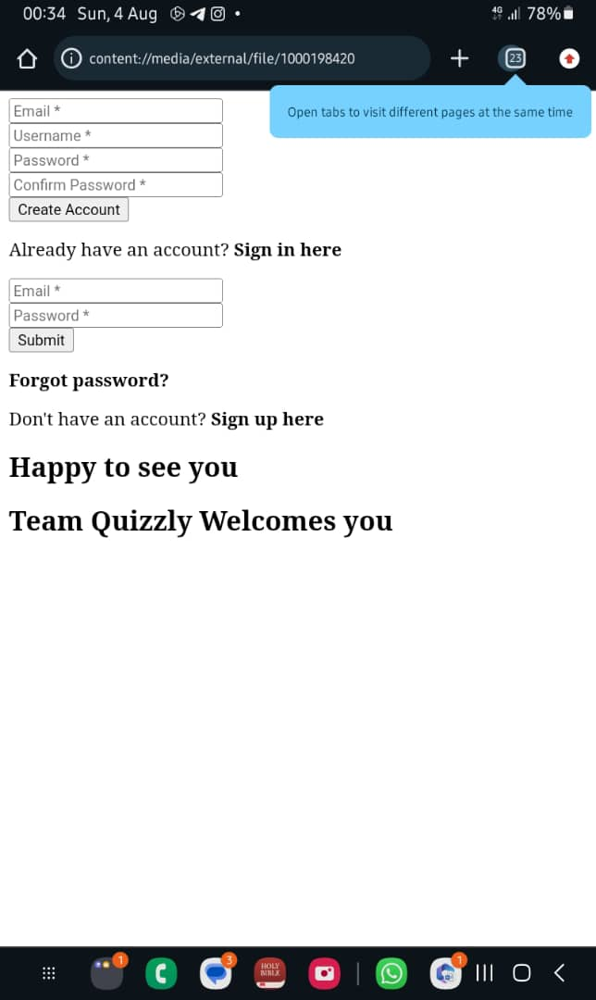 00:34 Sun, 4 Aug
4G 78%
content://media/external/file/1000198420
23
Open tabs to visit different pages at the same time
Email *
Username *
Password *
Confirm Password *
Create Account
Already have an account? Sign in here
Email *
Password *
Submit
Forgot password?
Don't have an account? Sign up here
Happy to see you
Team Quizzly Welcomes you
1
3
HOLY
BIBLE
1